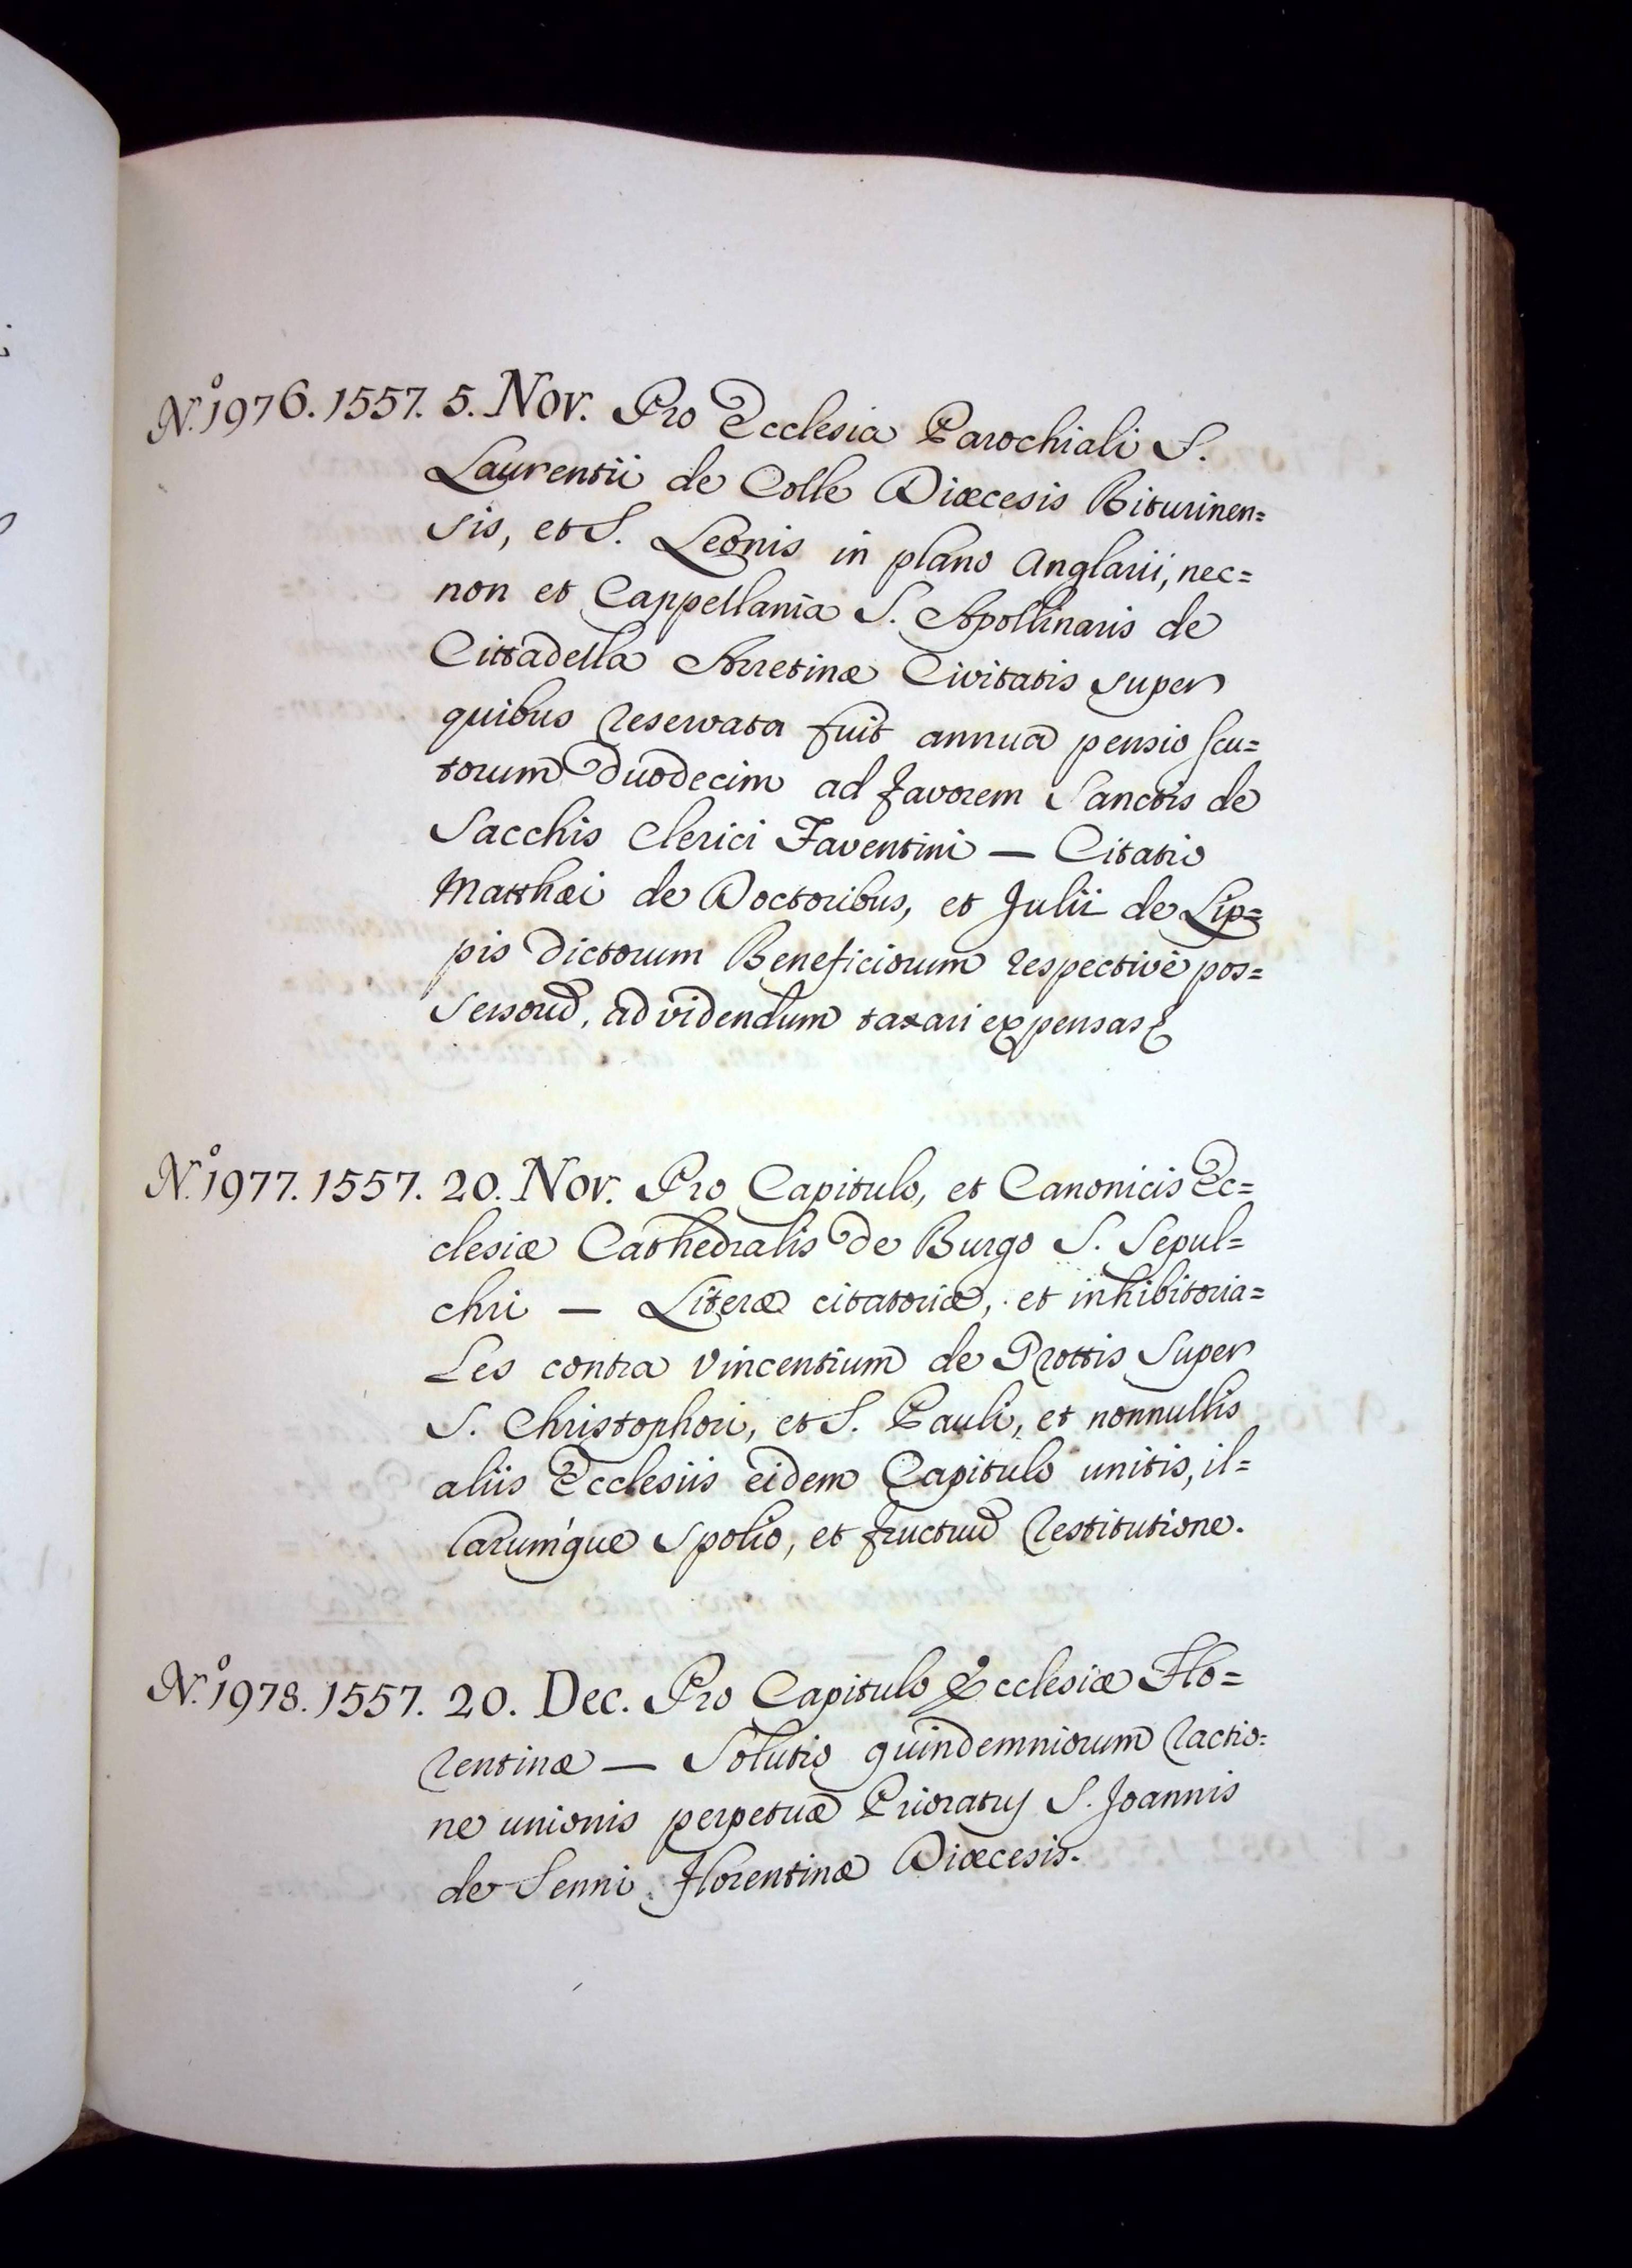 N.º 1976. 1557. 5. Nov. Pro Ecclesia Parochiali S.
Laurentii de Colle Diœcesis Biturinen=
sis, et S. Leonis in plano Anglarii, nec=
non et Cappellania S. Apollinaris de
Cittadella Arretinæ Civitatis super
quibus reservata fuit annua pensio scu=
torum duodecim ad favorem Sanctis de
Sacchis Clerici Faventini — Citatio
Matthæi de Doctoribus, et Julii de Lip=
pis dictorum Beneficiorum respectivè pos=
sessorū, ad videndum taxari expensas &
N.º 1977. 1557. 20. Nov. Pro Capitulo, et Canonicis Ec=
clesiæ Cathedralis de Burgo S. Sepul=
chri — Literæ citatoriæ, et inhibitoria=
les contra Vincentium de Prottis super
S. Christophori, et S. Pauli, et nonnullis
aliis Ecclesiis eidem Capitulo unitis, il=
larumque spolio, et fructuū restitutione.
N.º 1978. 1557. 20. Dec. Pro Capitulo Ecclesiæ Flo=
rentinæ — Solutio quindemniorum ractio=
ne unionis perpetuæ Prioratus S. Joannis
de Senni Florentinæ Diœcesis.